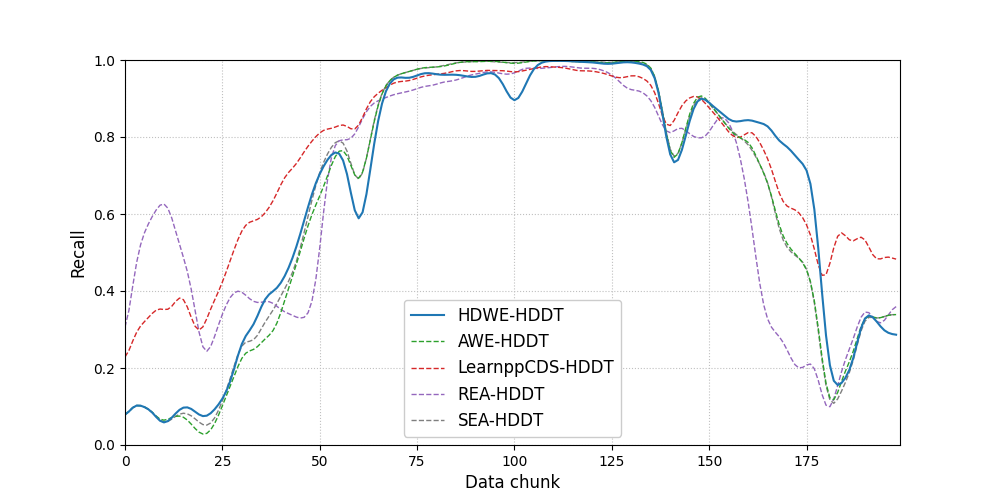 1.0
0.8
0.6
0.4
0.2
0.0
Recall
HDWE-HDDT
AWE-HDDT
LearnppCDS-HDDT
REA-HDDT
SEA-HDDT
0 25 50 75 100 125 150 175
Data chunk